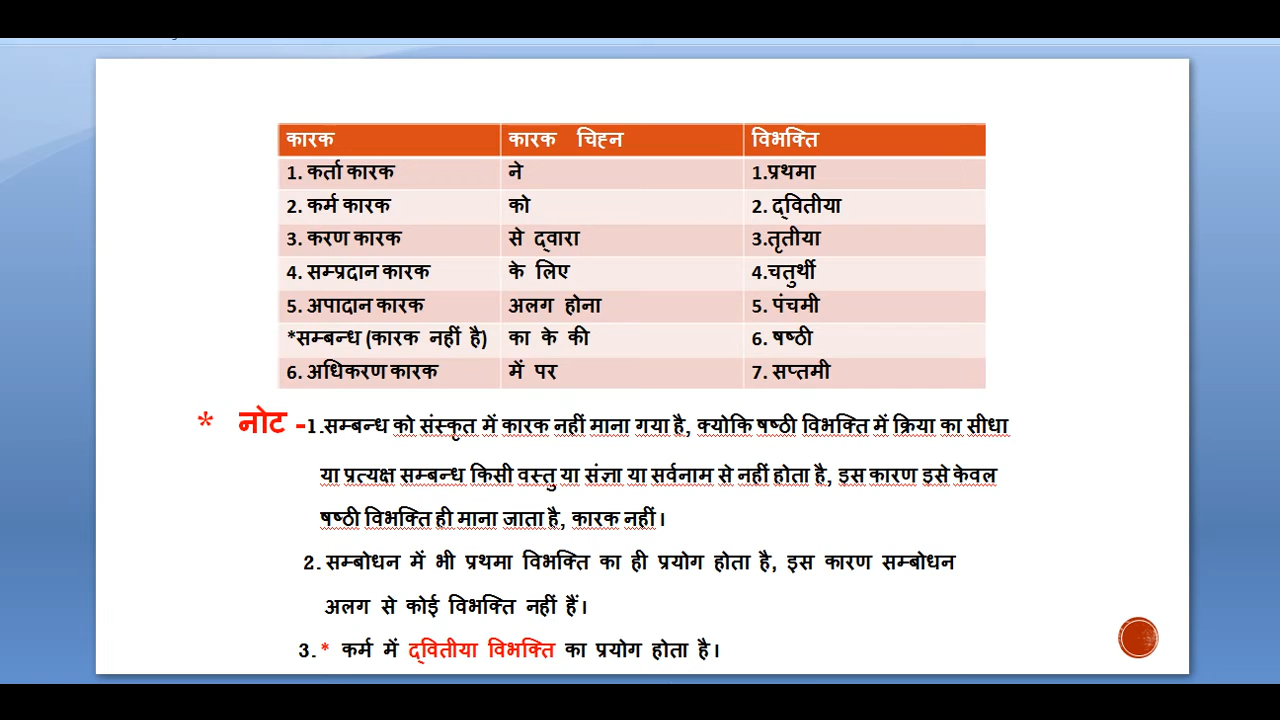 कारक कारक चिह्न विभक्ति
1. कर्ता कारक ने 1.प्रथमा
2. कर्म कारक को 2. द्वितीया
3. करण कारक से द्वारा 3.तृतीया
4. सम्प्रदान कारक के लिए 4.चतुर्थी
5. अपादान कारक अलग होना 5. पंचमी
*सम्बन्ध (कारक नहीं है) का के की 6. षष्ठी
6. अधिकरण कारक में पर 7. सप्तमी
* नोट -1.सम्बन्ध को संस्कृत में कारक नहीं माना गया है, क्योकि षष्ठी विभक्ति में क्रिया का सीधा
या प्रत्यक्ष सम्बन्ध किसी वस्तु या संज्ञा या सर्वनाम से नहीं होता है, इस कारण इसे केवल
षष्ठी विभक्ति ही माना जाता है, कारक नहीं।
2. सम्बोधन में भी प्रथमा विभक्ति का ही प्रयोग होता है, इस कारण सम्बोधन
अलग से कोई विभक्ति नहीं हैं।
3. * कर्म में द्वितीया विभक्ति का प्रयोग होता है।